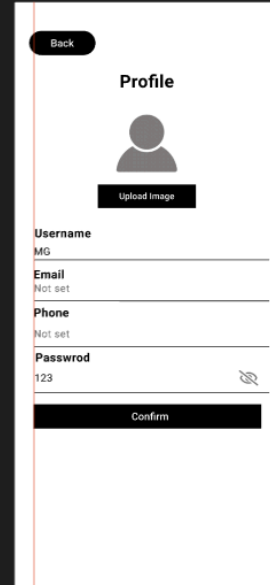 Back
Profile
Upload Image
Username
MG
Email
Not set
Phone
Not set
Passwrod
123
Confirm